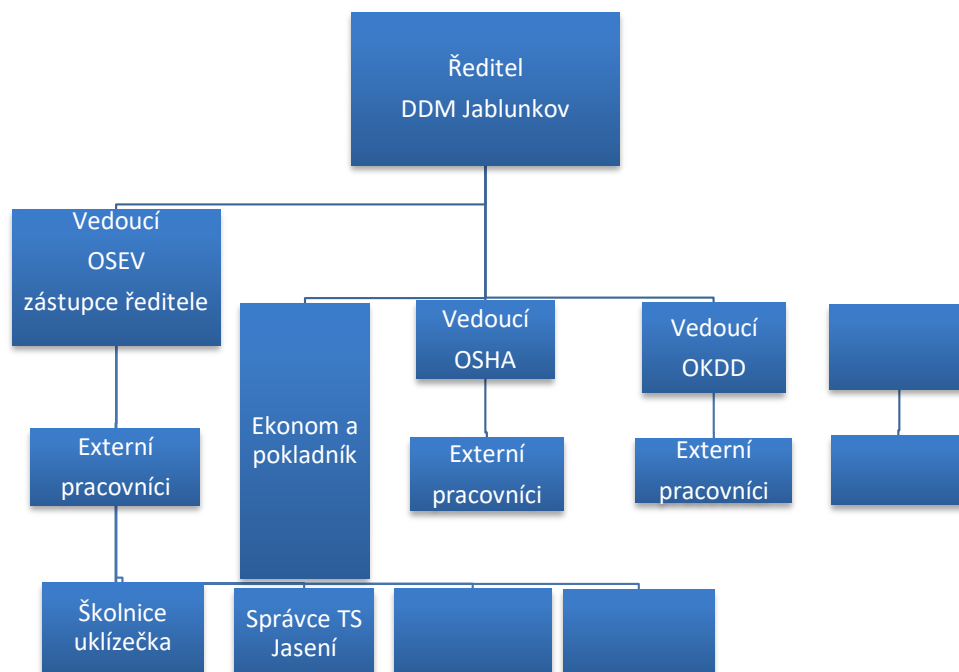 Ředitel
DDM Jablunkov
Vedoucí
OSEV
zástupce ředitele
Ekonom a
pokladník
Vedoucí
OSHA
Vedoucí
OKDD
Externí
pracovníci
Externí
pracovníci
Externí
pracovníci
Školnice
uklízečka
Správce TS
Jasení